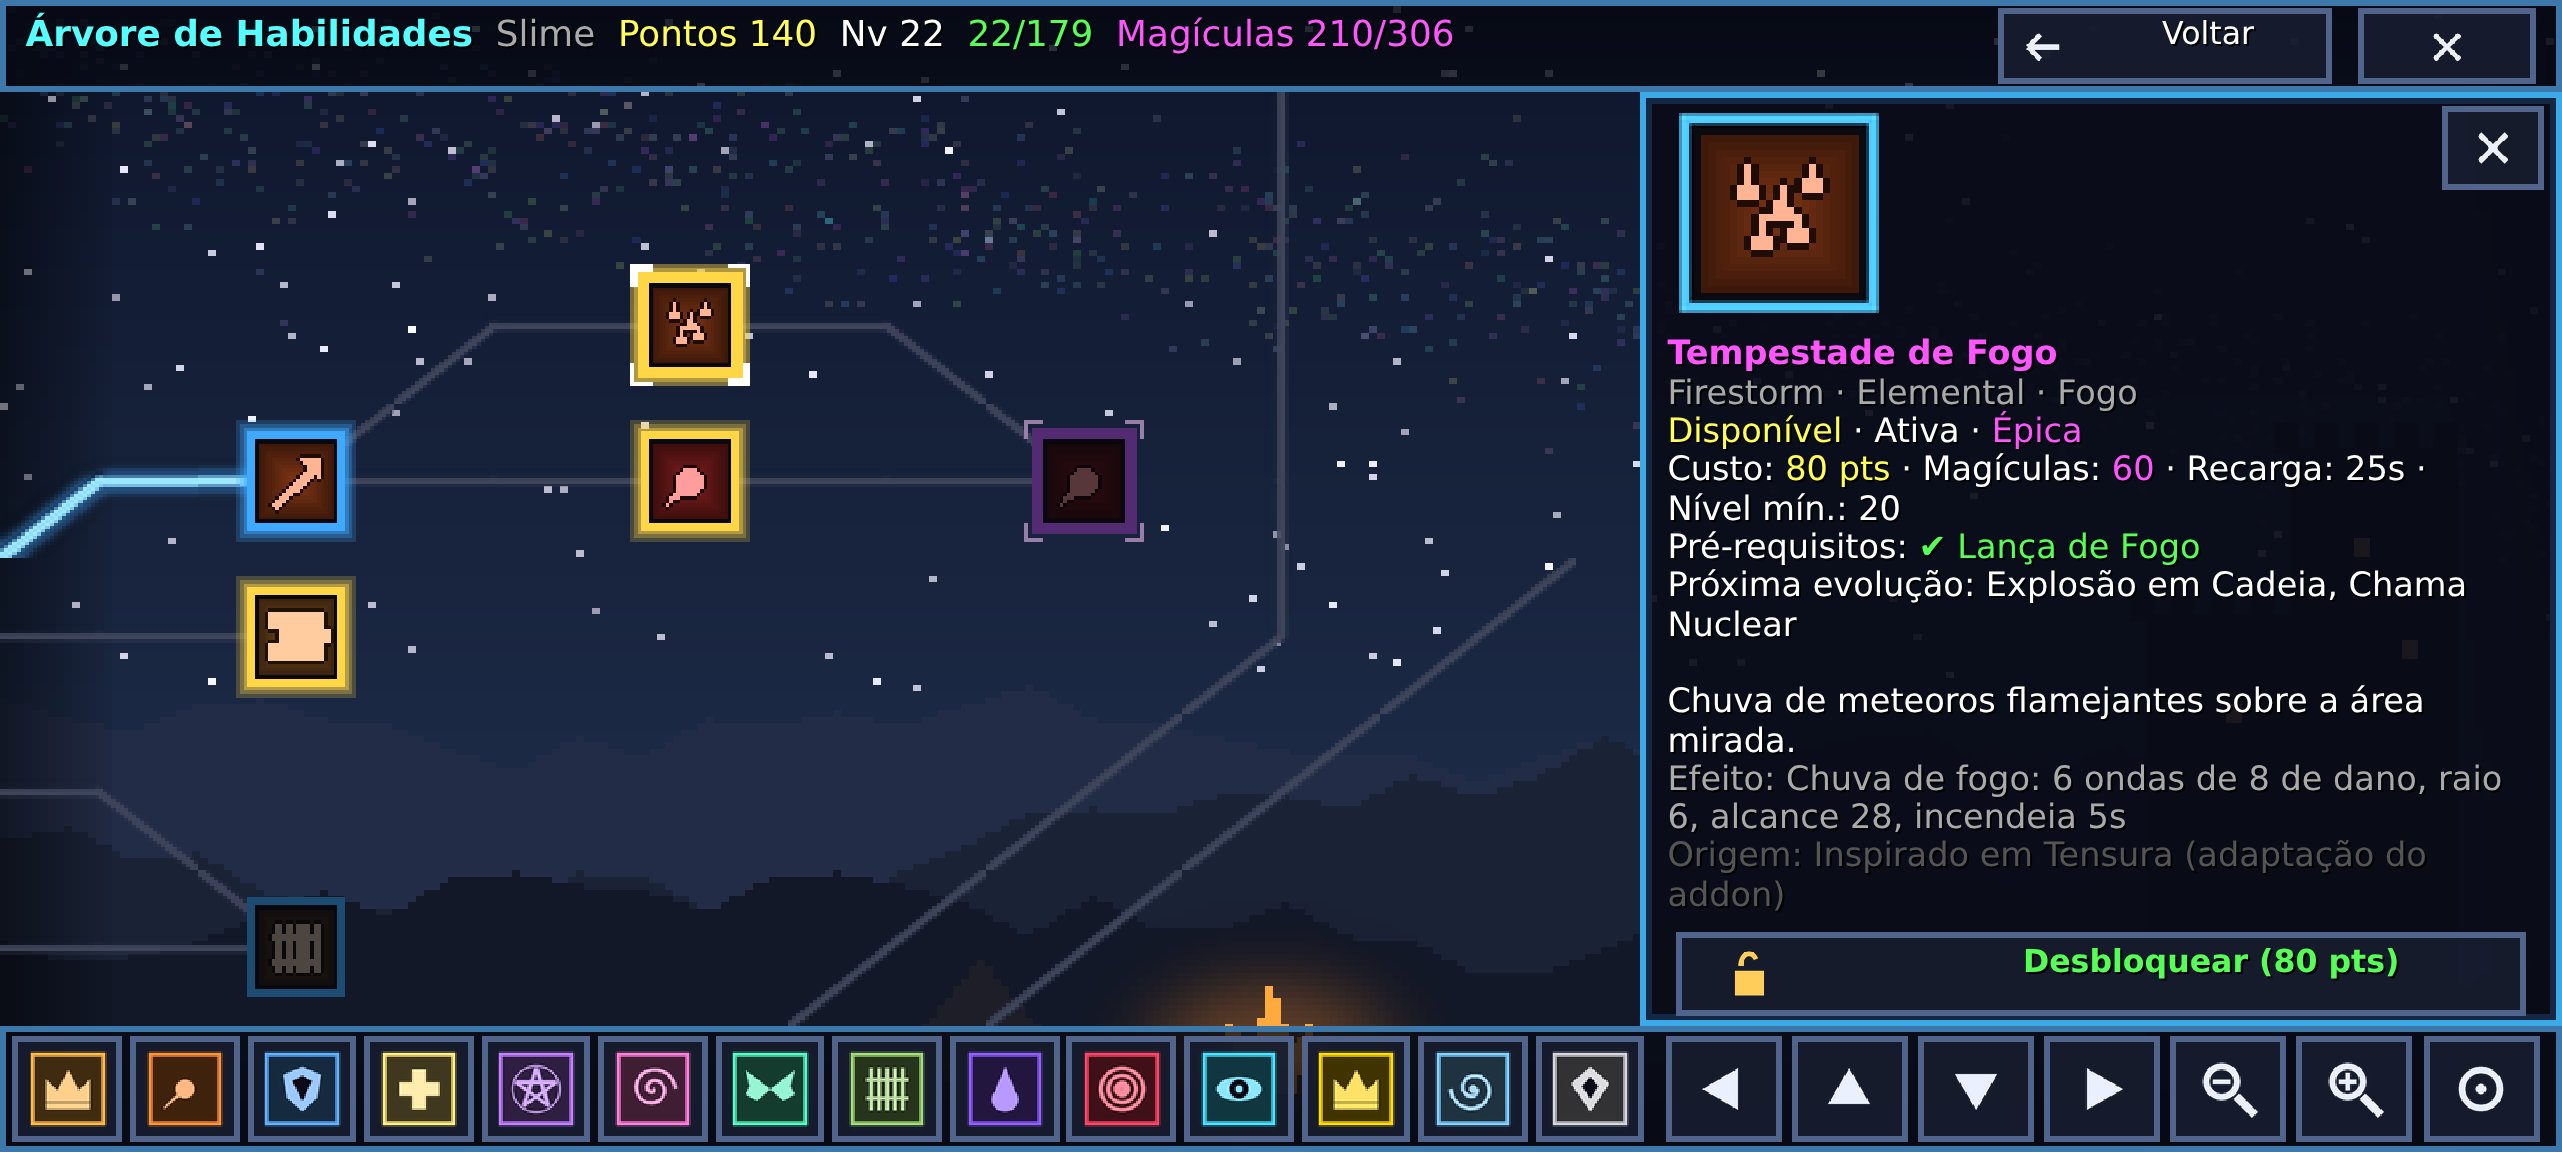 Árvore de Habilidades Slime Pontos 140 Nv 22 22/179 Magículas 210/306
Voltar
Tempestade de Fogo
Firestorm · Elemental · Fogo
Disponível · Ativa · Épica
Custo: 80 pts · Magículas: 60 · Recarga: 25s ·
Nível mín.: 20
Pré-requisitos: ✔ Lança de Fogo
Próxima evolução: Explosão em Cadeia, Chama
Nuclear
Chuva de meteoros flamejantes sobre a área
mirada.
Efeito: Chuva de fogo: 6 ondas de 8 de dano, raio
6, alcance 28, incendeia 5s
Origem: Inspirado em Tensura (adaptação do
addon)
Desbloquear (80 pts)